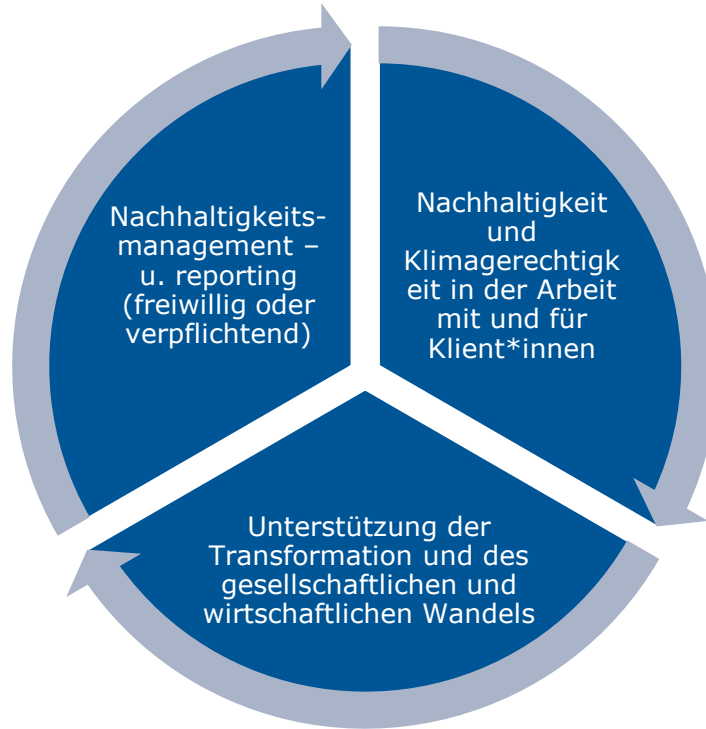 Nachhaltigkeits-
management –
u. reporting
(freiwillig oder
verpflichtend)
Nachhaltigkeit
und
Klimagerechtigk
eit in der Arbeit
mit und für
Klient*innen
Unterstützung der
Transformation und des
gesellschaftlichen und
wirtschaftlichen Wandels